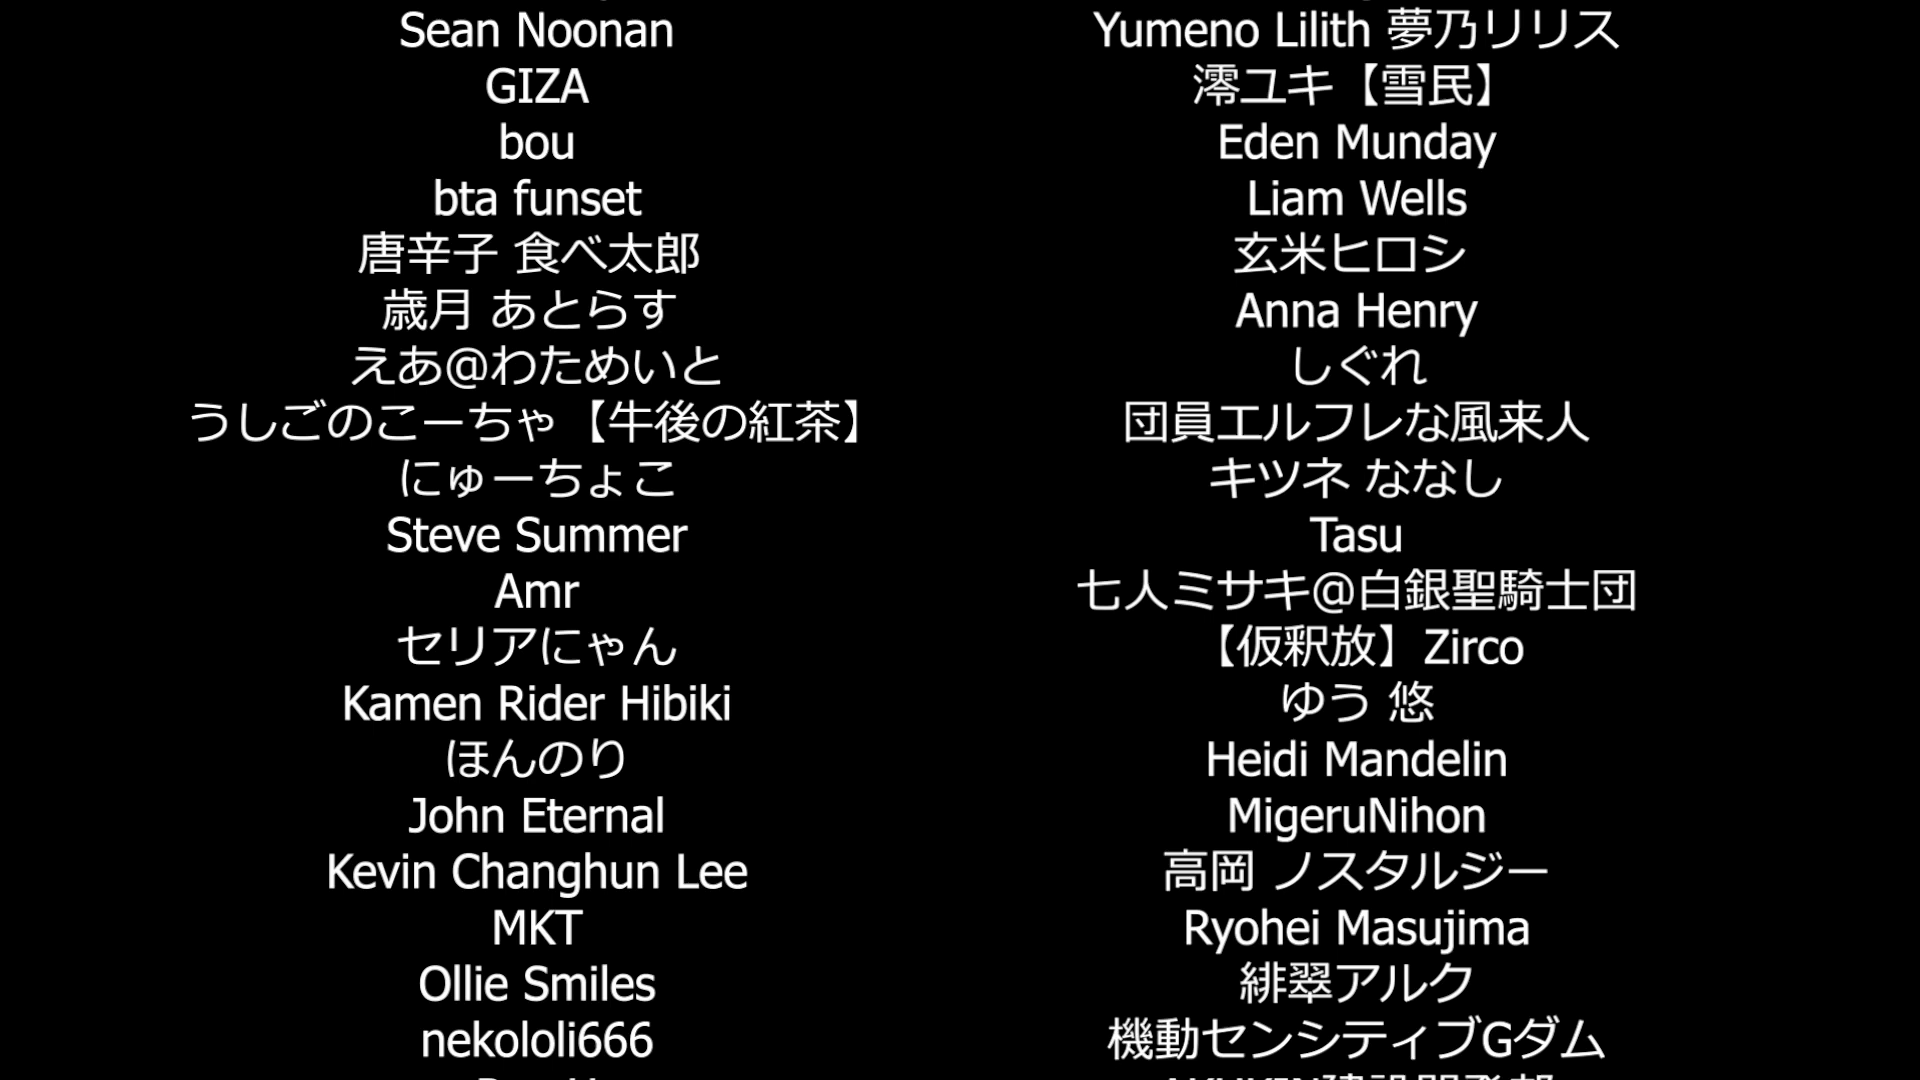 Sean Noonan
GIZA
bou
bta funset
唐辛子 食べ太郎
歳月 あとらす
えあ@わためいと
うしごのこーちゃ【牛後の紅茶】
にゅーちょこ
Steve Summer
Amr
セリアにゃん
Kamen Rider Hibiki
ほんのり
John Eternal
Kevin Changhun Lee
MKT
Ollie Smiles
nekololi666
Yumeno Lilith 夢乃リリス
澪ユキ【雪民】
Eden Munday
Liam Wells
玄米ヒロシ
Anna Henry
しぐれ
団員エルフレな風来人
キツネ ななし
Tasu
七人ミサキ@白銀聖騎士団
【仮釈放】Zirco
ゆう 悠
Heidi Mandelin
MigeruNihon
高岡 ノスタルジー
Ryohei Masujima
緋翠アルク
機動センシティブGダム